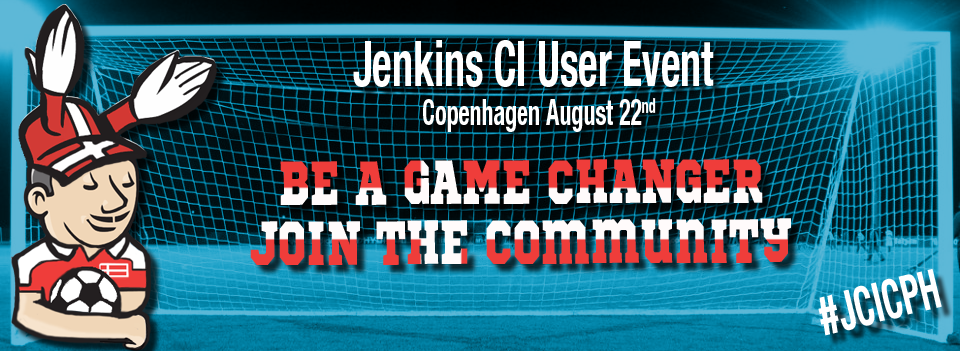 Jenkins CI User Event
Copenhagen August 22nd
BE A GAME CHANGER
JOIN THE COMMUNITY
#JCICPH